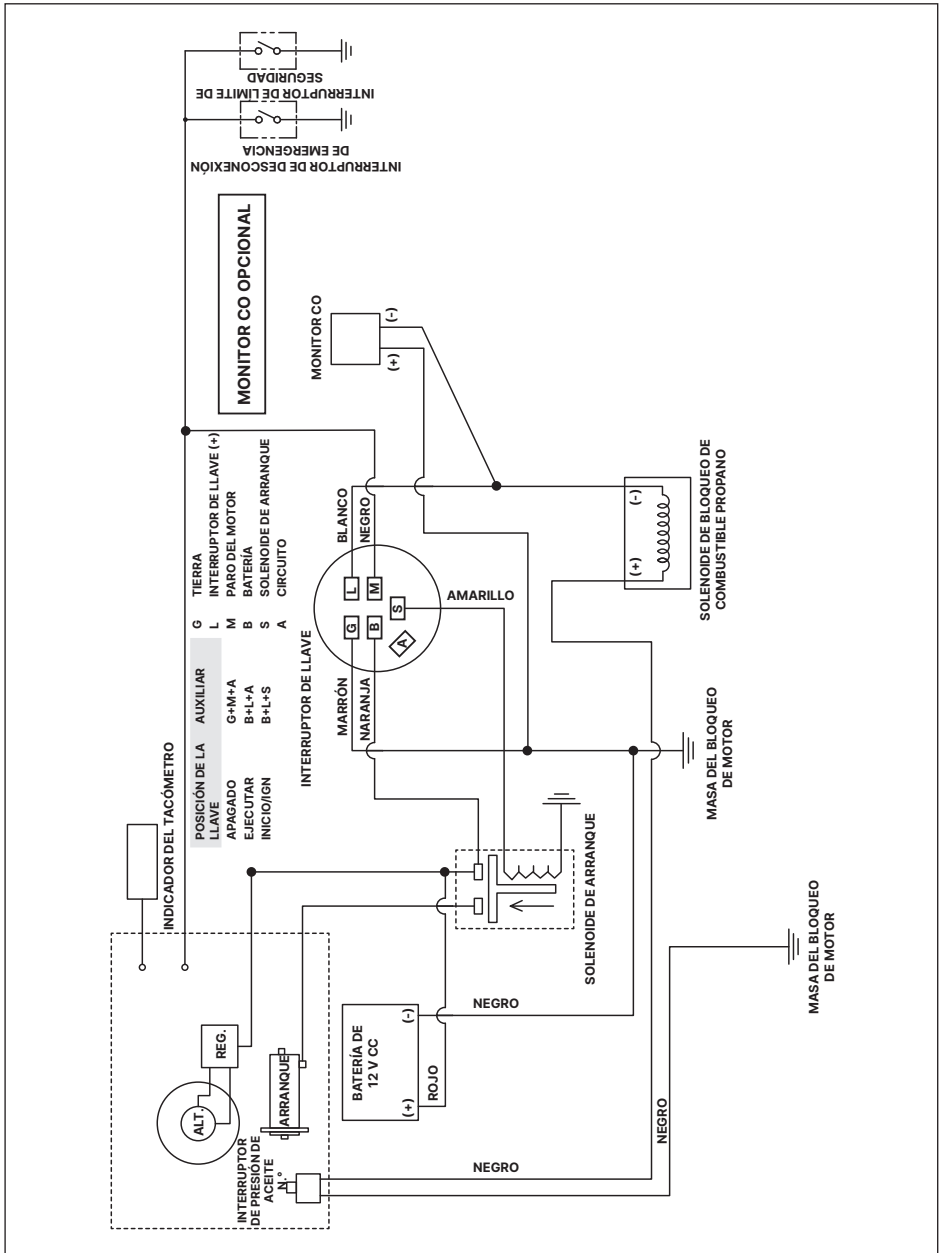 INTERRUPTOR DE LÍMITE DE
SEGURIDAD
INTERRUPTOR DE DESCONEXIÓN
DE EMERGENCIA
MONITOR CO OPCIONAL
MONITOR CO
(+)
(-)
INDICADOR DEL TACÓMETRO
POSICIÓN DE LA
LLAVE
AUXILIAR
APAGADO G+M+A
EJECUTAR B+L+A
INICIO/IGN B+L+S
G TIERRA
L INTERRUPTOR DE LLAVE (+)
M PARO DEL MOTOR
B BATERÍA
S SOLENOIDE DE ARRANQUE
A CIRCUITO
INTERRUPTOR DE LLAVE
MARRÓN
NARANJA
BLANCO
NEGRO
G
L
B
M
S
A
AMARILLO
SOLENOIDE DE BLOQUEO DE
COMBUSTIBLE PROPANO
(+)
(-)
MASA DEL BLOQUEO
DE MOTOR
SOLENOIDE DE ARRANQUE
ALT.
REG.
ARRANQUE
INTERRUPTOR
DE PRESIÓN DE
ACEITE
N.°
BATERÍA DE
12 V CC
(+)
(-)
ROJO
NEGRO
NEGRO
NEGRO
MASA DEL BLOQUEO
DE MOTOR